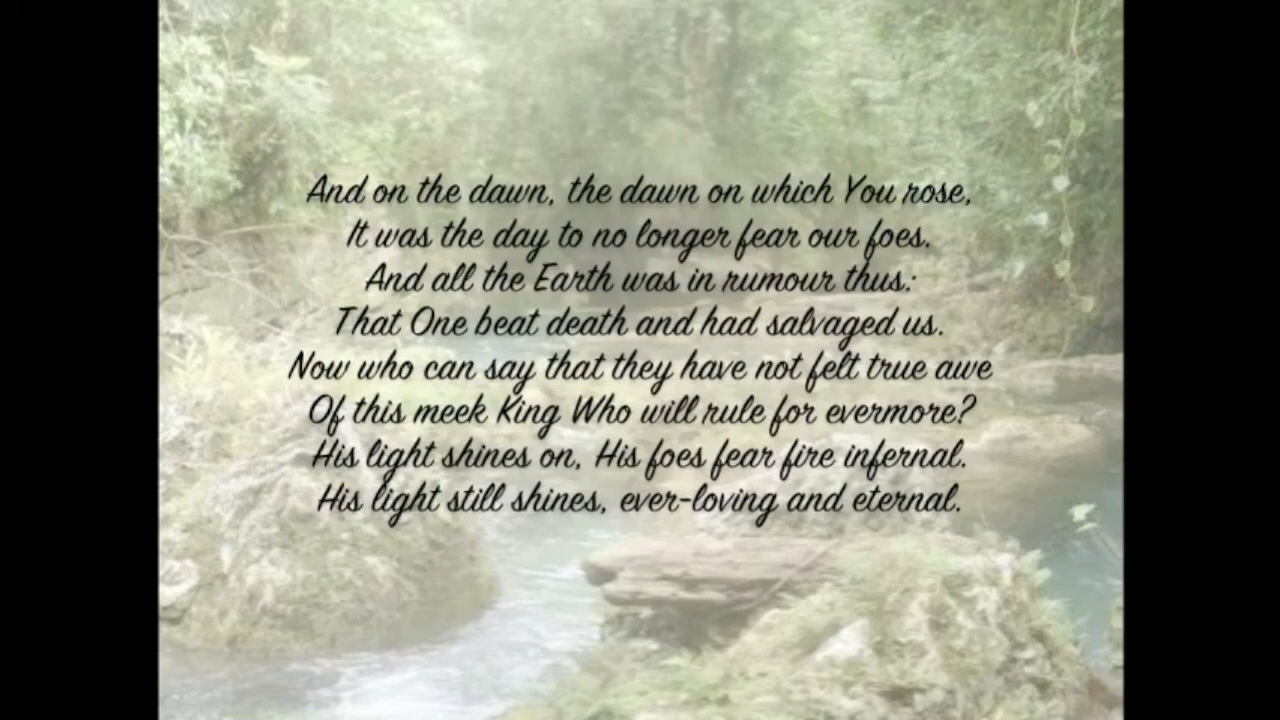 And on the dawn, the dawn on which You rose,
It was the day to no longer fear our foes.
And all the Earth was in rumour thus:
That One beat death and had salvaged us.
Now who can say that they have not felt true awe
Of this meek King Who will rule for evermore?
His light shines on, His foes fear fire infernal.
His light still shines, ever-loving and eternal.